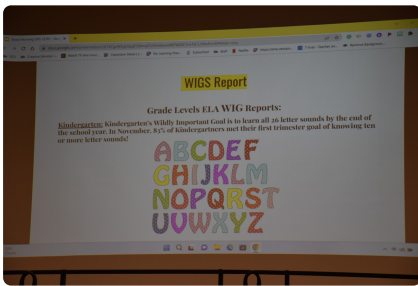 WIGS Report
Grade Levels ELA WIG Reports:
Kindergarten: Kindergarten's Wildly Important Goal is to learn all 26 letter sounds by the end of
the school year. In November, 83% of Kindergartners met their first trimester goal of knowing ten
or more letter sounds!
ABCDEF
GHIJKLM
NOPQRST
UVWXYZ